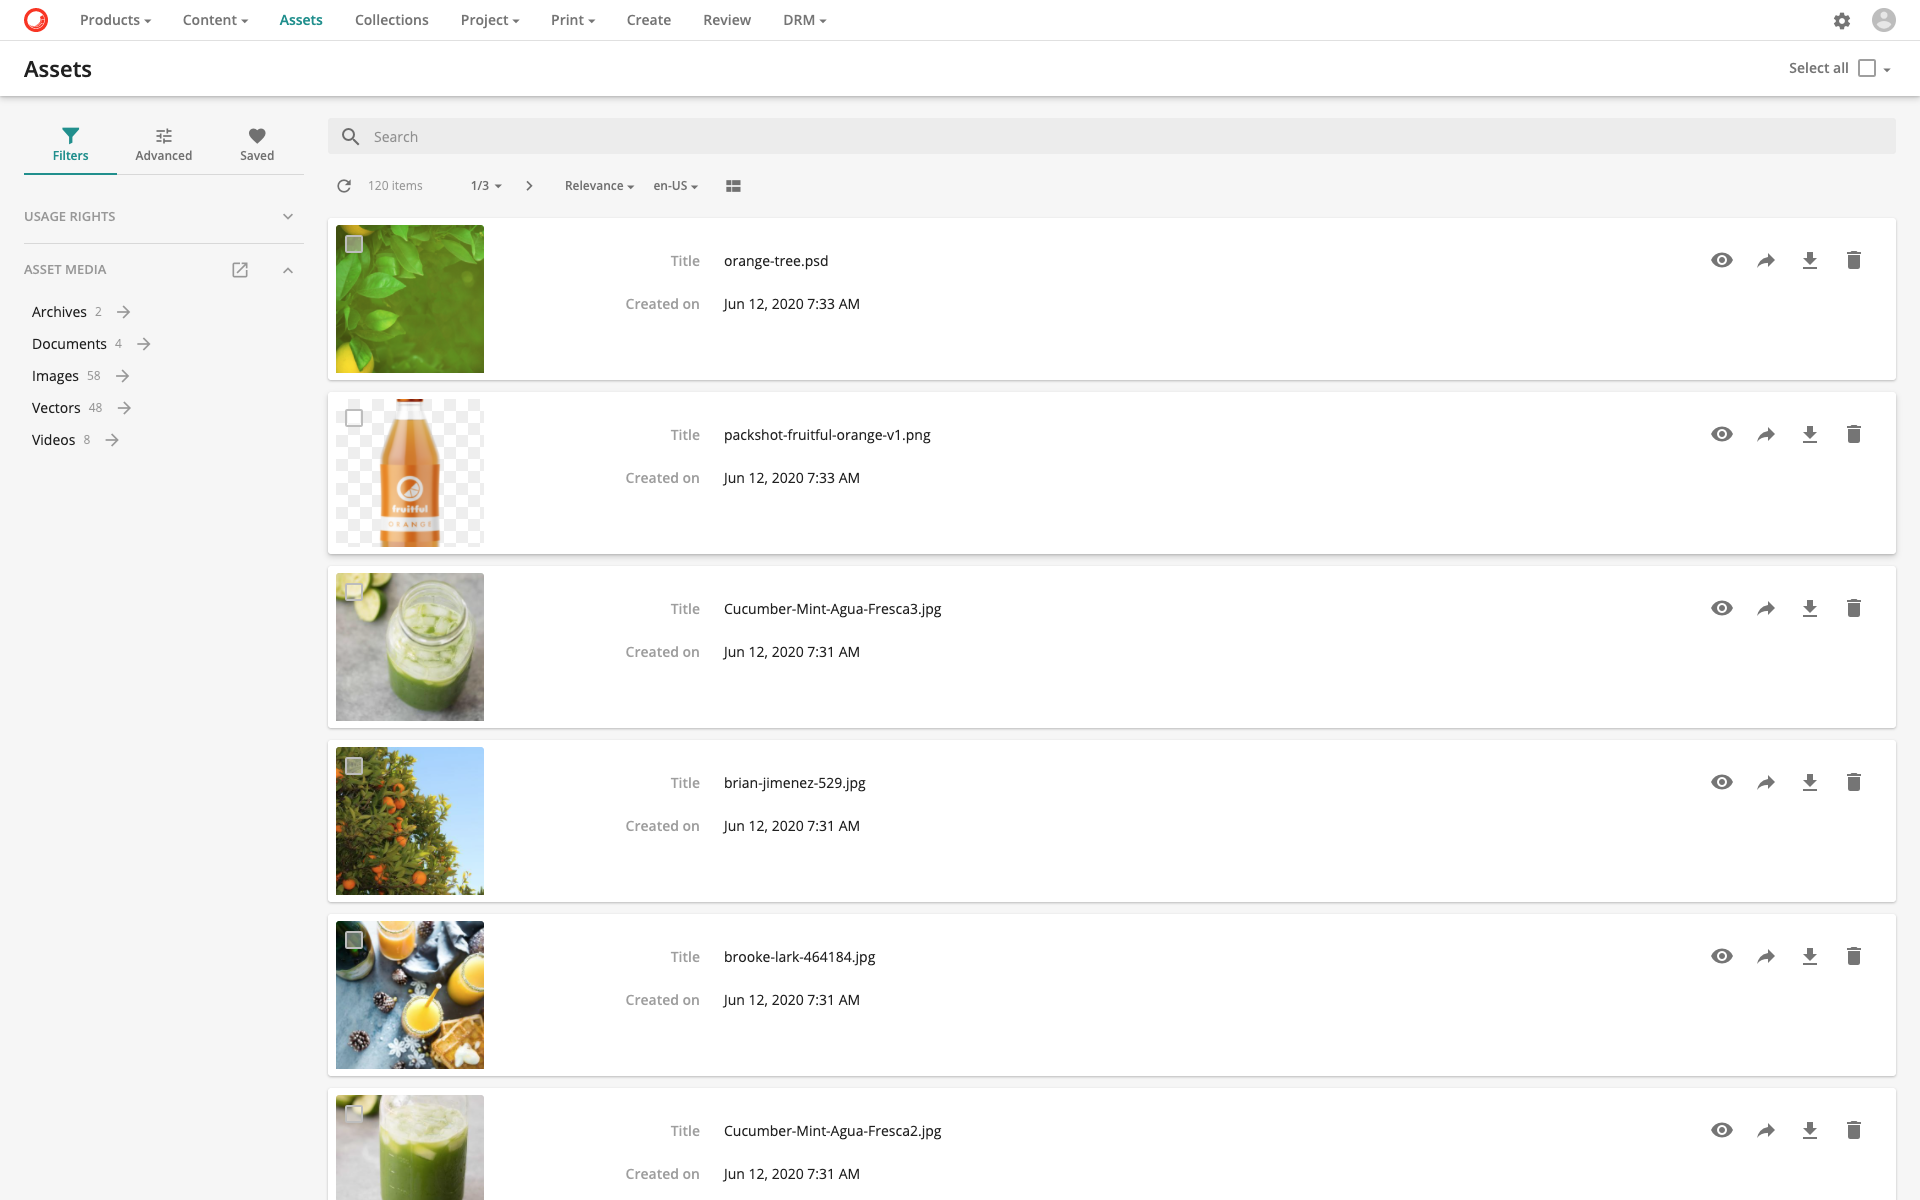 Products Content Assets Collections Project Print Create Review DRM
Assets
Select all
Filters Advanced Saved
Search
120 items 1/3 Relevance en-US
USAGE RIGHTS
ASSET MEDIA
Archives 2
Documents 4
Images 58
Vectors 48
Videos 8
Title orange-tree.psd
Created on Jun 12, 2020 7:33 AM
fruitful
ORANGE
Title packshot-fruitful-orange-v1.png
Created on Jun 12, 2020 7:33 AM
Title Cucumber-Mint-Agua-Fresca3.jpg
Created on Jun 12, 2020 7:31 AM
Title brian-jimenez-529.jpg
Created on Jun 12, 2020 7:31 AM
Title brooke-lark-464184.jpg
Created on Jun 12, 2020 7:31 AM
Title Cucumber-Mint-Agua-Fresca2.jpg
Created on Jun 12, 2020 7:31 AM